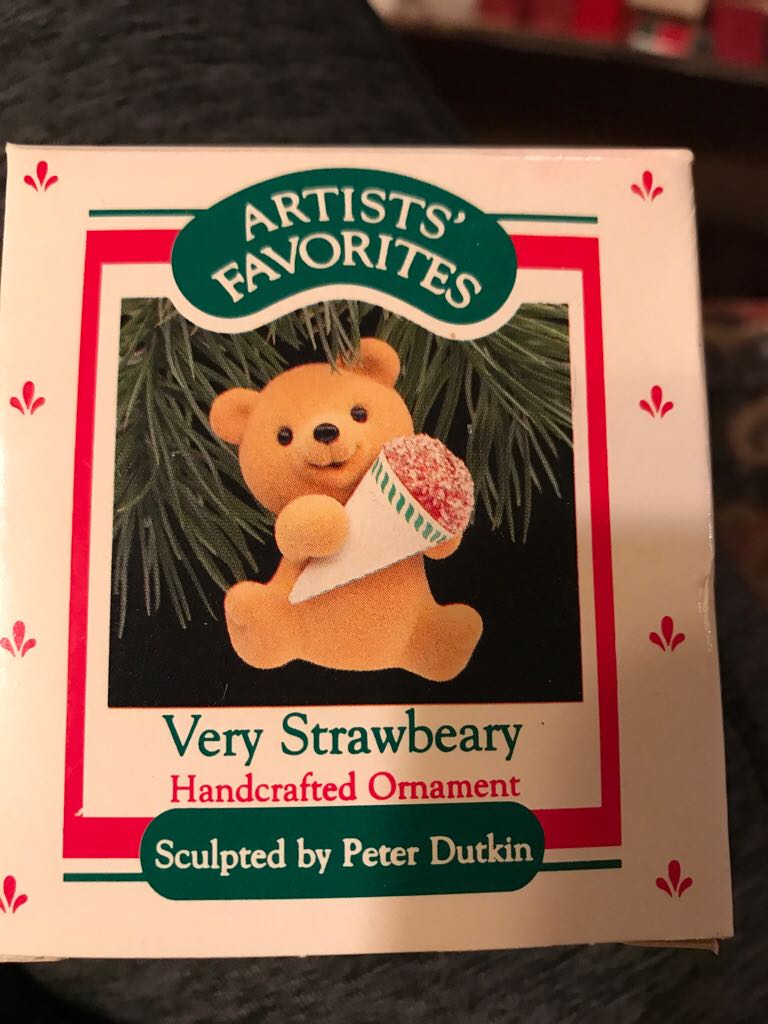 ARTISTS'
FAVORITES
Very Strawbeary
Handcrafted Ornament
Sculpted by Peter Dutkin